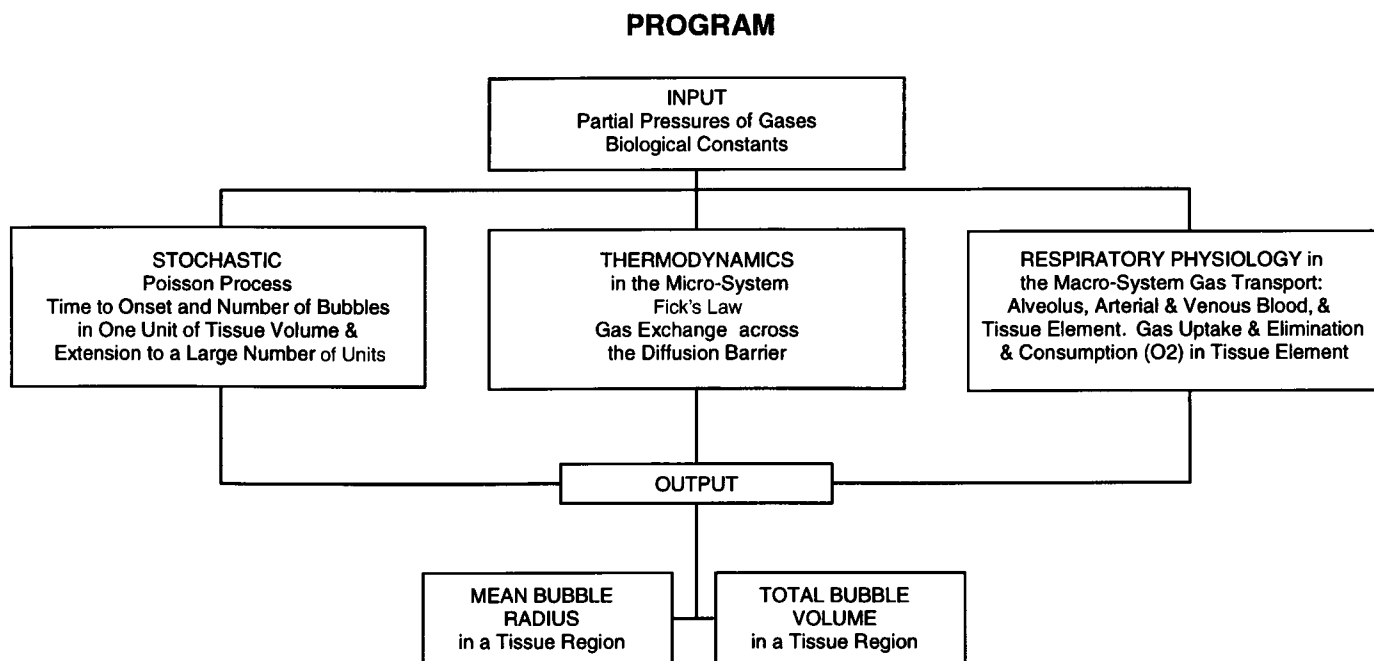 PROGRAM
INPUT
Partial Pressures of Gases
Biological Constants
STOCHASTIC
Poisson Process
Time to Onset and Number of Bubbles
in One Unit of Tissue Volume &
Extension to a Large Number of Units
THERMODYNAMICS
in the Micro-System
Fick's Law
Gas Exchange across
the Diffusion Barrier
RESPIRATORY PHYSIOLOGY in
the Macro-System Gas Transport:
Alveolus, Arterial & Venous Blood, &
Tissue Element. Gas Uptake & Elimination
& Consumption (O2) in Tissue Element
OUTPUT
MEAN BUBBLE
RADIUS
in a Tissue Region
TOTAL BUBBLE
VOLUME
in a Tissue Region